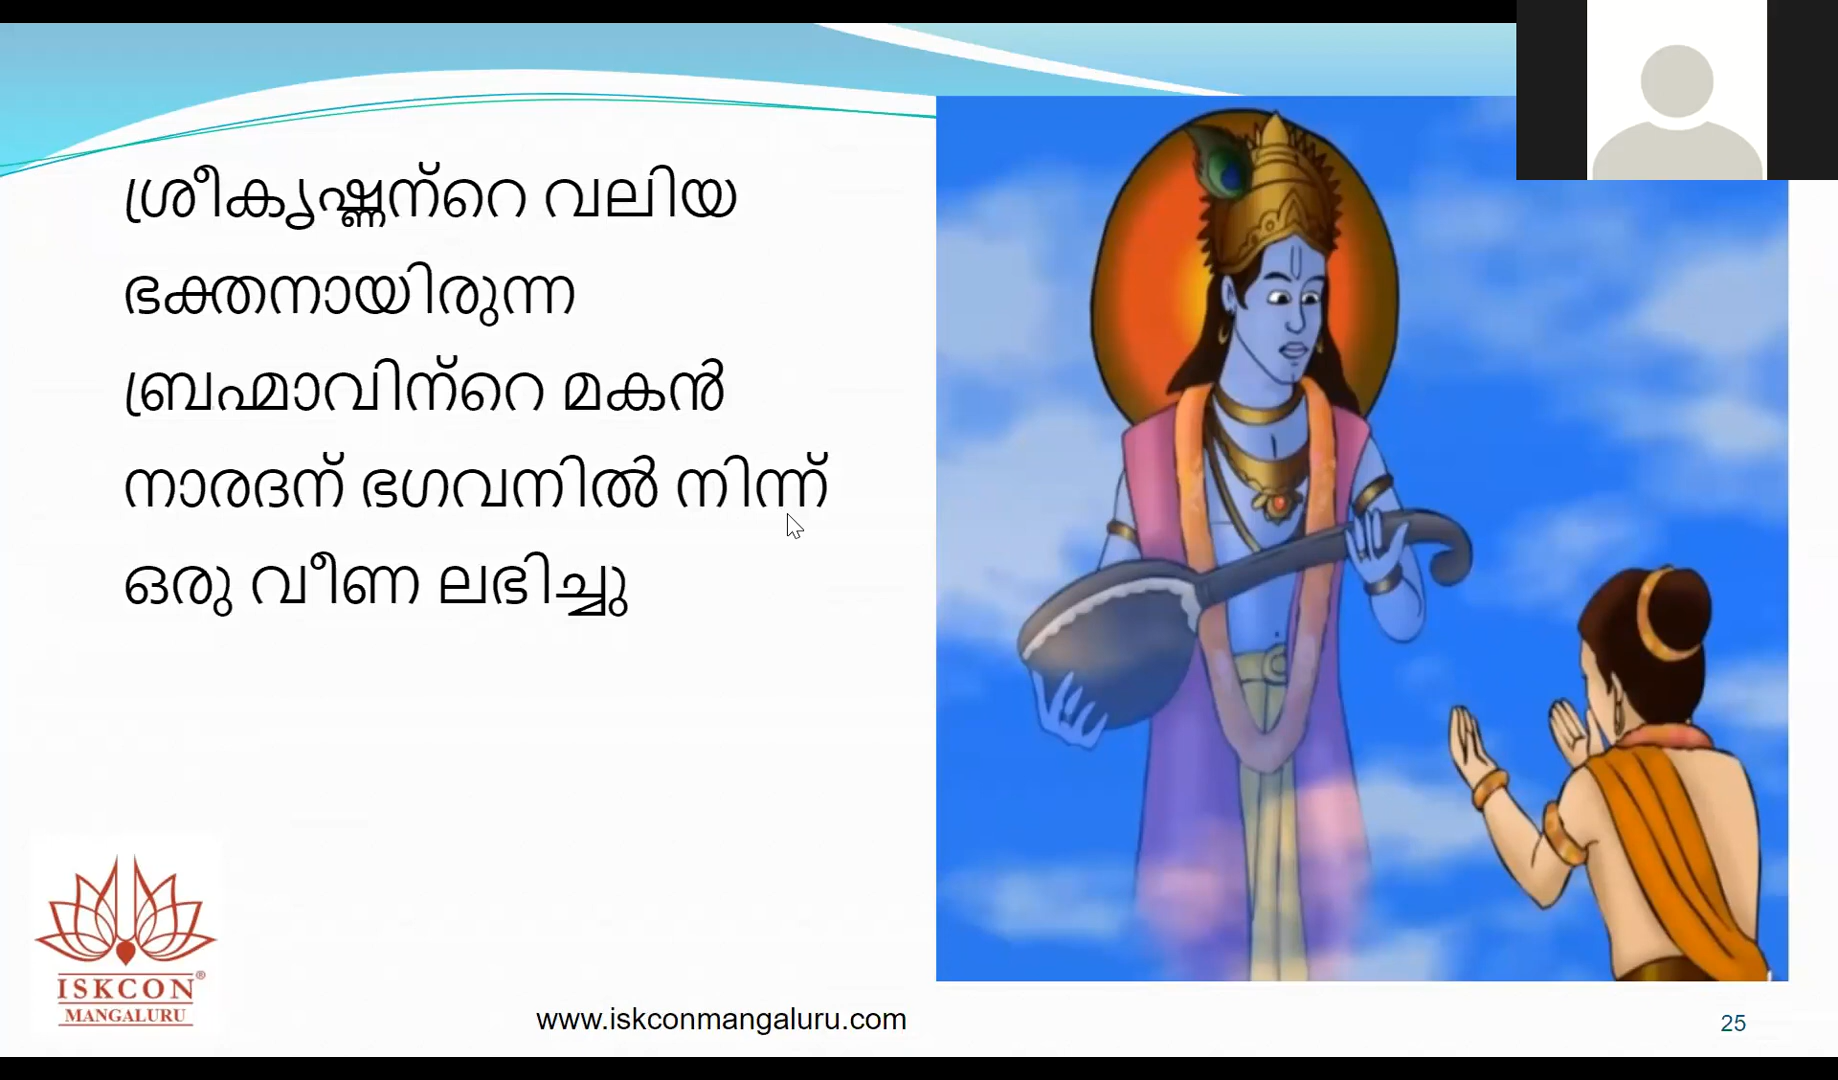 ശ്രീകൃഷ്ണന്റെ വലിയ
ഭക്തനായിരുന്ന
ബ്രഹ്മാവിന്റെ മകൻ
നാരദന് ഭഗവനിൽ നിന്ന്
ഒരു വീണ ലഭിച്ചു
ISKCON®
MANGALURU
www.iskconmangaluru.com
25